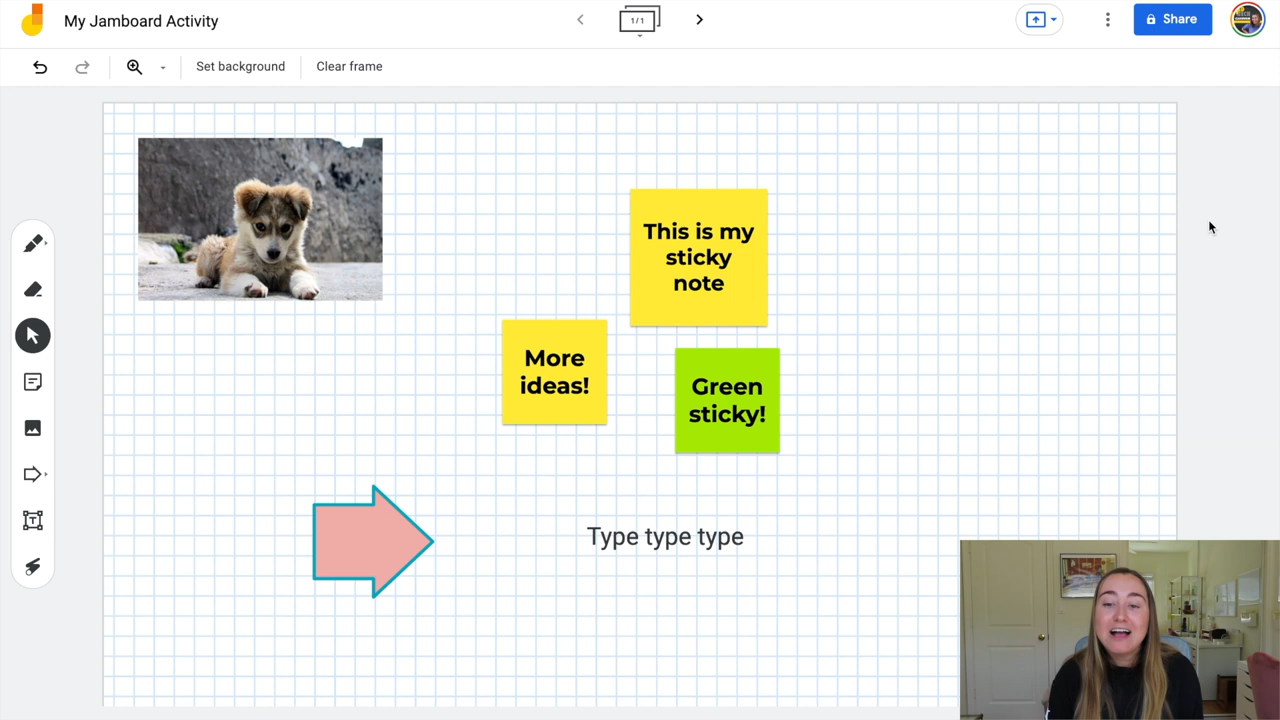 My Jamboard Activity
1/1
Share
Set background
Clear frame
This is my
sticky
note
More
ideas!
Green
sticky!
Type type type